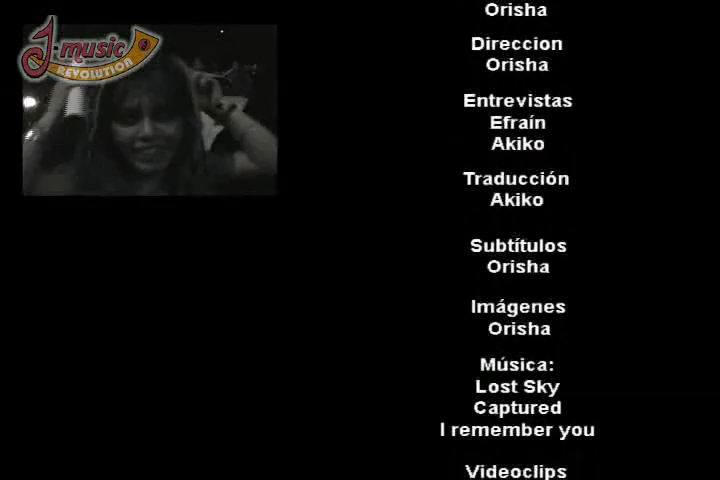 J-music
REVOLUTION
Orisha
Direccion
Orisha
Entrevistas
Efraín
Akiko
Traducción
Akiko
Subtítulos
Orisha
Imágenes
Orisha
Música:
Lost Sky
Captured
I remember you
Videoclips